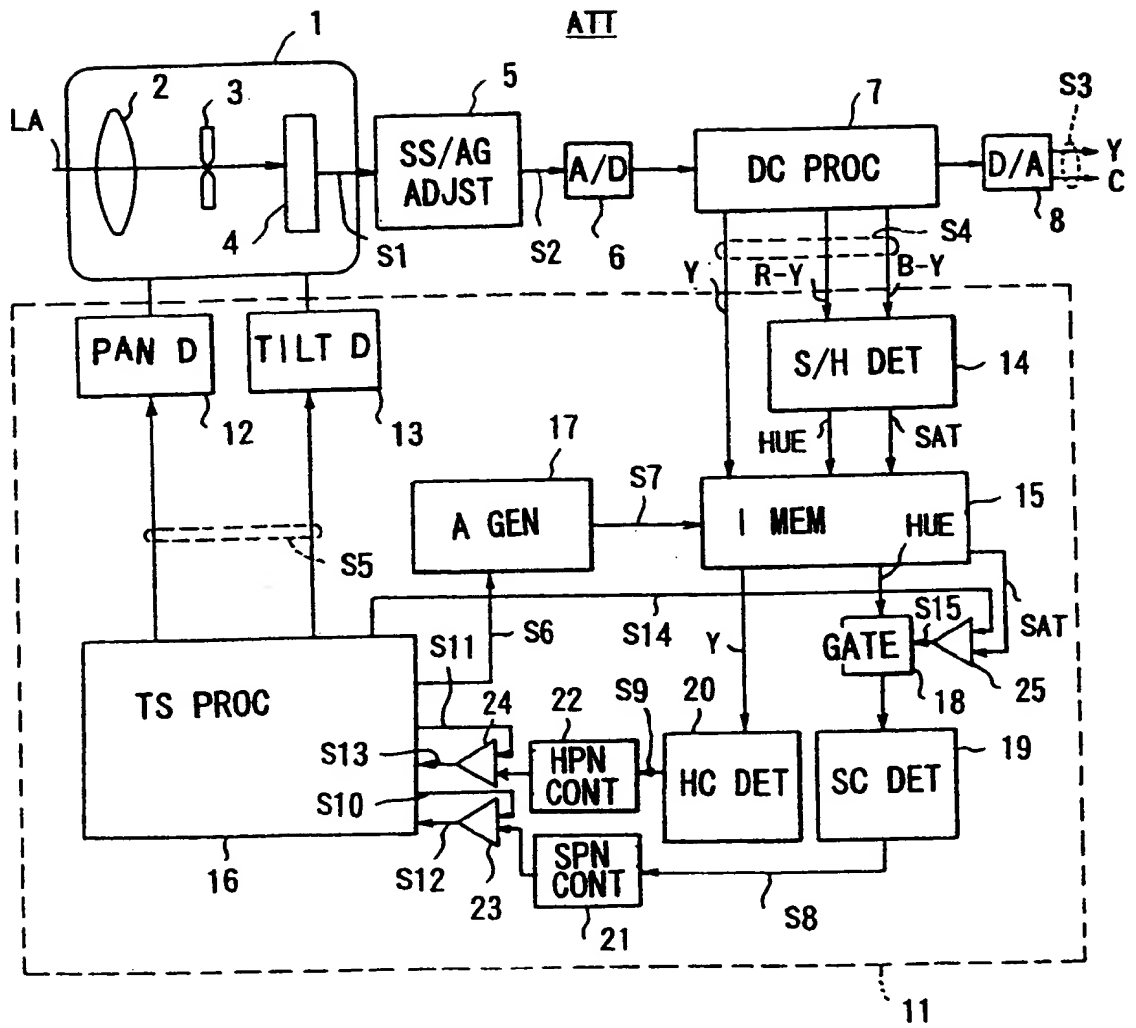 ATT
1
2
3
LA
4
S1
5
SS/AG
ADJST
S2
A/D
6
7
DC PROC
D/A
8
S3
Y
C
S4
Y
R-Y
B-Y
PAN D
12
TILT D
13
S/H DET
14
HUE
SAT
17
A GEN
S7
I MEM
15
HUE
S5
S6
S14
S15
SAT
Y
GATE
18
25
TS PROC
16
S11
24
S13
S10
S12
23
22
HPN
CONT
S9
20
HC DET
SC DET
19
SPN
CONT
21
S8
11